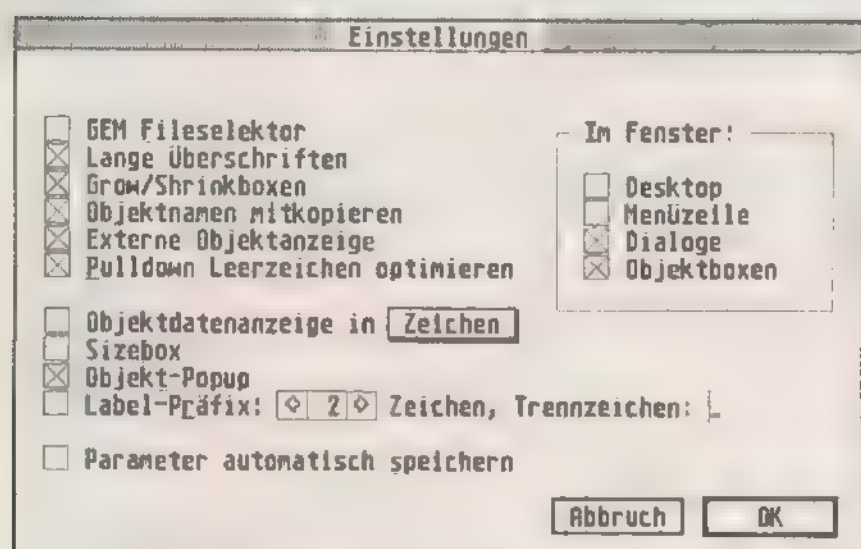 Einstellungen
GEM Fileselektor
Lange Überschriften
Grow/Shrinkboxen
Objektnamen mitkopieren
Externe Objektanzeige
Pulldown Leerzeichen optimieren
Im Fenster:
Desktop
Menüzeile
Dialoge
Objektboxen
Objektdatenanzeige in Zeichen
Sizebox
Objekt-Popup
Label-Präfix: 2 Zeichen, Trennzeichen: _
Parameter automatisch speichern
Abbruch OK